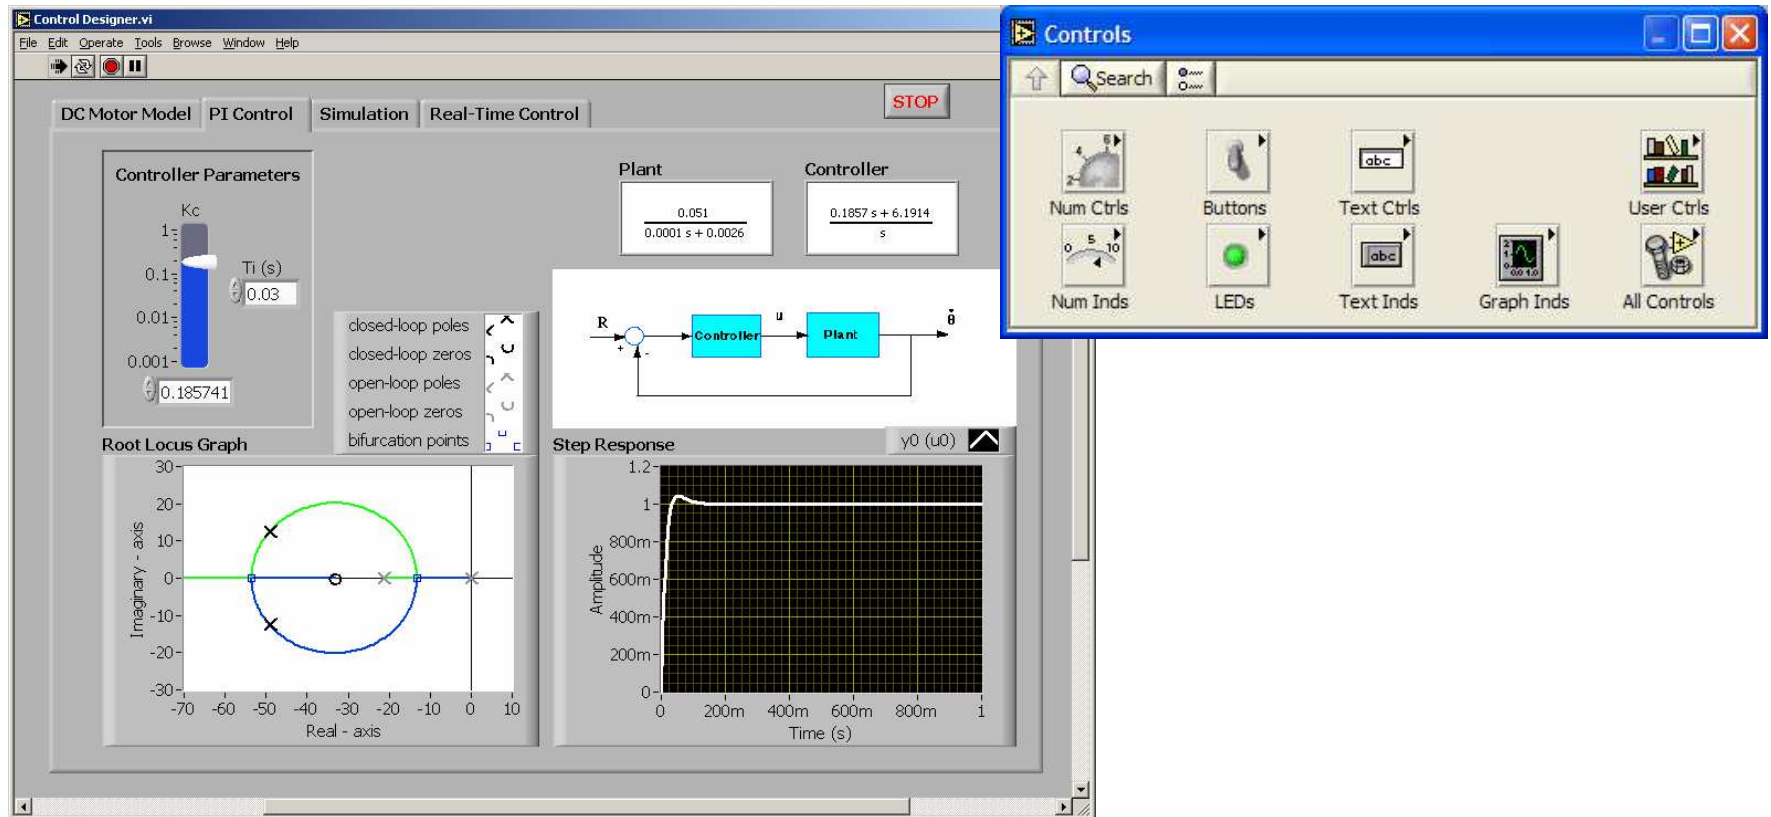 Control Designer.vi
File Edit Operate Tools Browse Window Help
DC Motor Model PI Control Simulation Real-Time Control
STOP
Controller Parameters
Kc
1
0.1
0.01
0.001
Ti (s)
0.03
0.185741
closed-loop poles
closed-loop zeros
open-loop poles
open-loop zeros
bifurcation points
Plant
0.051
0.0001 s + 0.0026
Controller
0.1857 s + 6.1914
s
R
+
-
Controller
u
Plant
θ̇
Root Locus Graph
30
20
10
0
-10
-20
-30
Imaginary - axis
-70 -60 -50 -40 -30 -20 -10 0 10
Real - axis
Step Response
y0 (u0)
1.2
1
800m
600m
400m
200m
0
Amplitude
0 200m 400m 600m 800m 1
Time (s)
Controls
Search
4 6
2
Num Ctrls
Buttons
abc
Text Ctrls
User Ctrls
0 5 10
Num Inds
LEDs
abc
Text Inds
Graph Inds
All Controls